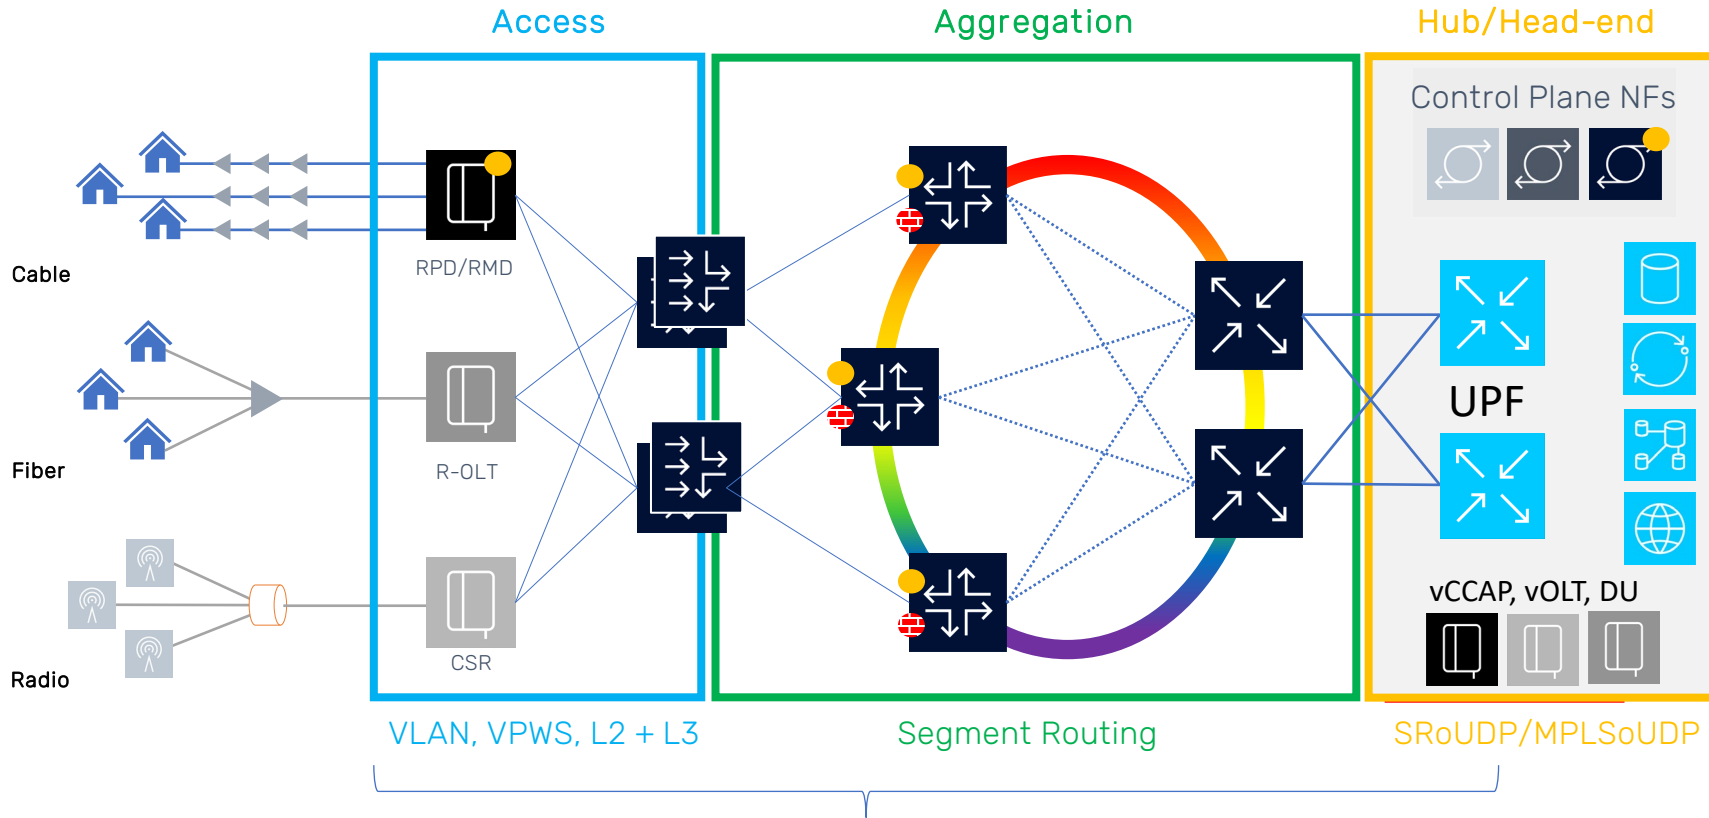 Access
Aggregation
Hub/Head-end
Control Plane NFs
RPD/RMD
Cable
UPF
R-OLT
Fiber
vCCAP, vOLT, DU
CSR
Radio
VLAN, VPWS, L2 + L3
Segment Routing
SRoUDP/MPLSoUDP